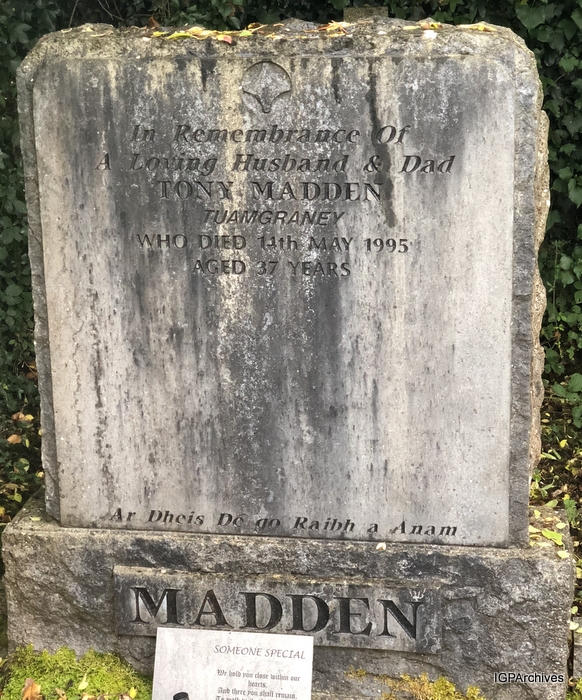 In Remembrance Of
A Loving Husband & Dad
TONY MADDEN
TUAMGRANEY
WHO DIED 14th MAY 1995
AGED 37 YEARS
Ar Dheis Dé go Raibh a Anam
MADDEN
SOMEONE SPECIAL
We hold you close within our
hearts,
And there you shall remain,
IGPArchives